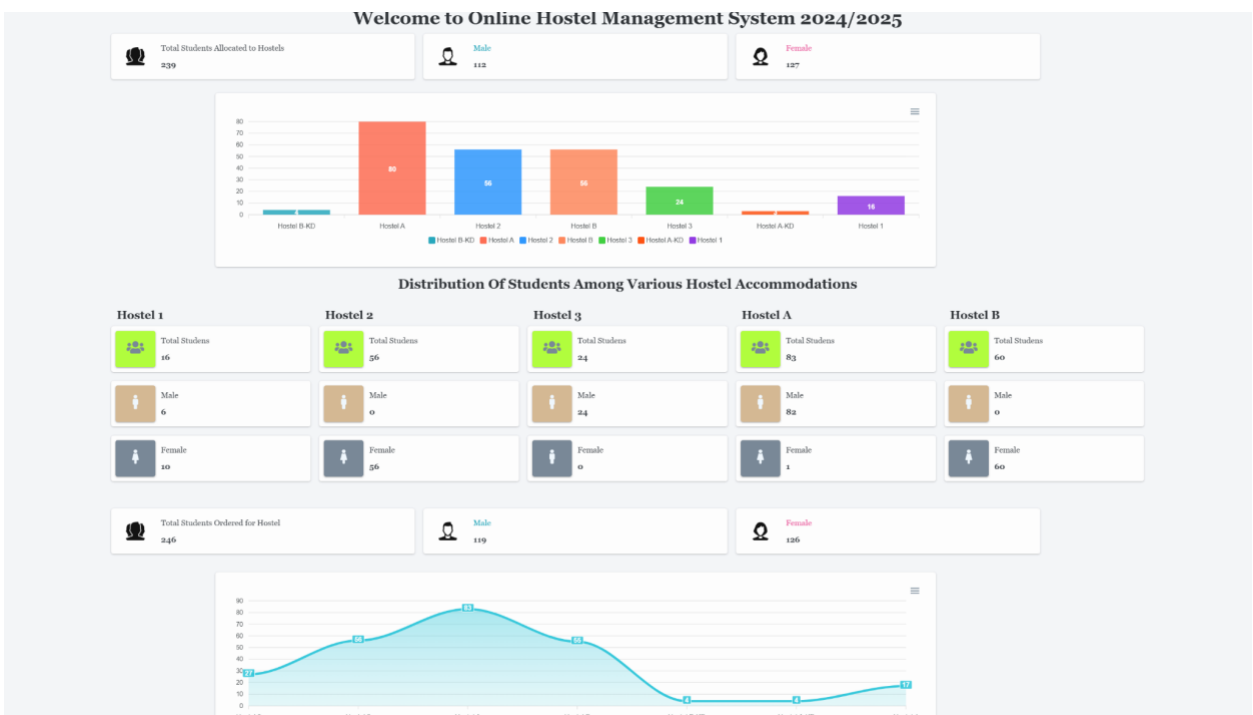 Welcome to Online Hostel Management System 2024/2025
Total Students Allocated to Hostels
239
Male
112
Female
127
80
70
60
50
40
30
20
10
0
80
56
56
24
16
Hostel B-KD
Hostel A
Hostel 2
Hostel B
Hostel 3
Hostel A-KD
Hostel 1
Hostel B-KD Hostel A Hostel 2 Hostel B Hostel 3 Hostel A-KD Hostel 1
Distribution Of Students Among Various Hostel Accommodations
Hostel 1
Total Studens
16
Male
6
Female
10
Hostel 2
Total Studens
56
Male
0
Female
56
Hostel 3
Total Studens
24
Male
24
Female
0
Hostel A
Total Studens
83
Male
82
Female
1
Hostel B
Total Studens
60
Male
0
Female
60
Total Students Ordered for Hostel
246
Male
119
Female
126
90
80
70
60
50
40
30
20
10
0
27
83
4
4
17